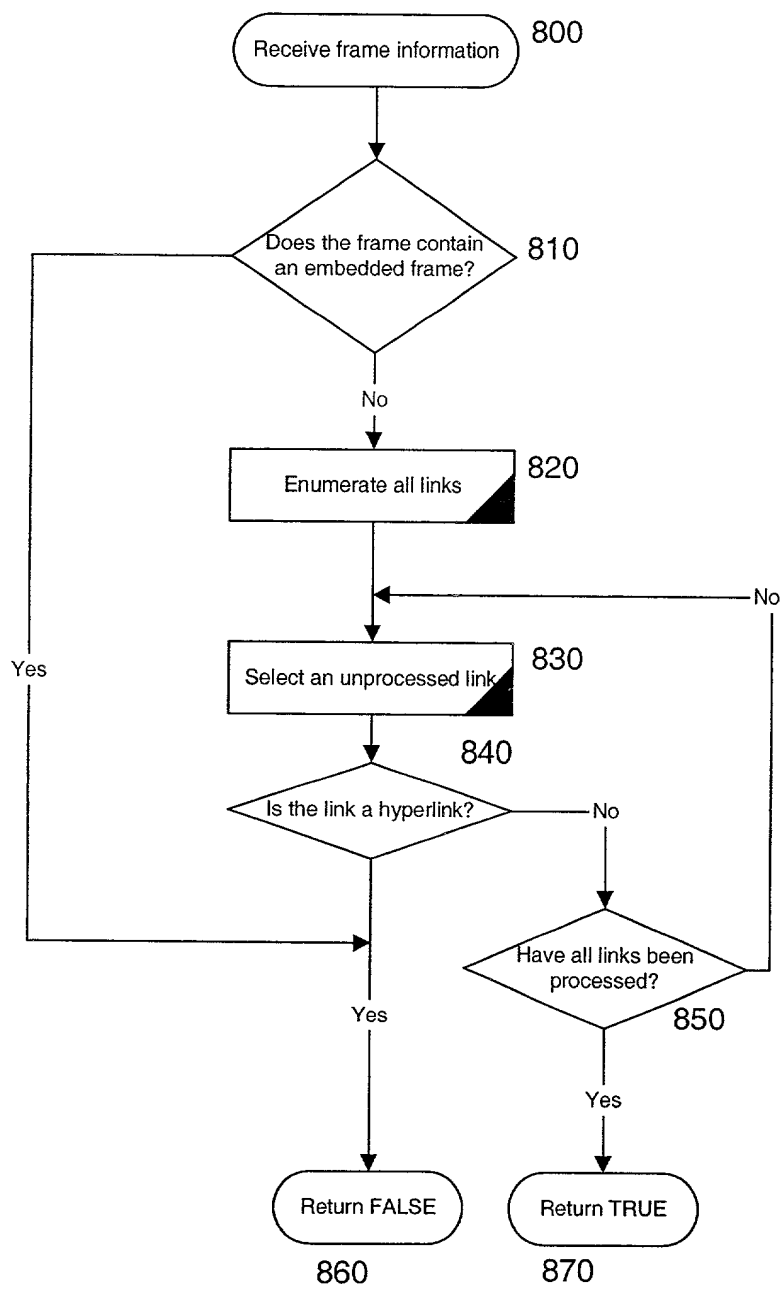 Receive frame information
800
Does the frame contain
an embedded frame?
810
No
Enumerate all links
820
No
Yes
Select an unprocessed link
830
840
Is the link a hyperlink?
No
Have all links been
processed?
850
Yes
Yes
Return FALSE
Return TRUE
860
870